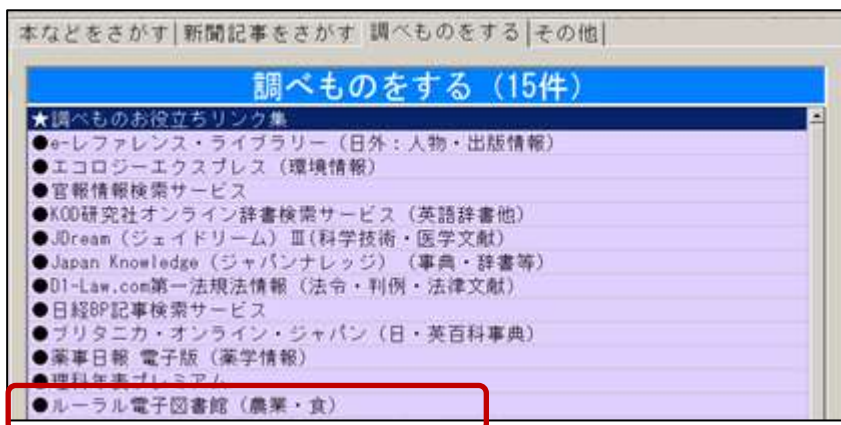 本などをさがす|新聞記事をさがす 調べものをする|その他|
調べものをする（15件）
★調べものお役立ちリンク集
●e-レファレンス・ライブラリー（日外：人物・出版情報）
●エコロジーエクスプレス（環境情報）
●官報情報検索サービス
●KOD研究社オンライン辞書検索サービス（英語辞書他）
●JDream（ジェイドリーム）Ⅲ(科学技術・医学文献）
●Japan Knowledge（ジャパンナレッジ）（事典・辞書等）
●D1-Law.com第一法規法情報（法令・判例・法律文献）
●日経BP記事検索サービス
●ブリタニカ・オンライン・ジャパン（日・英百科事典）
●薬事日報 電子版（薬学情報）
●理科年表プレミアム
●ルーラル電子図書館（農業・食）